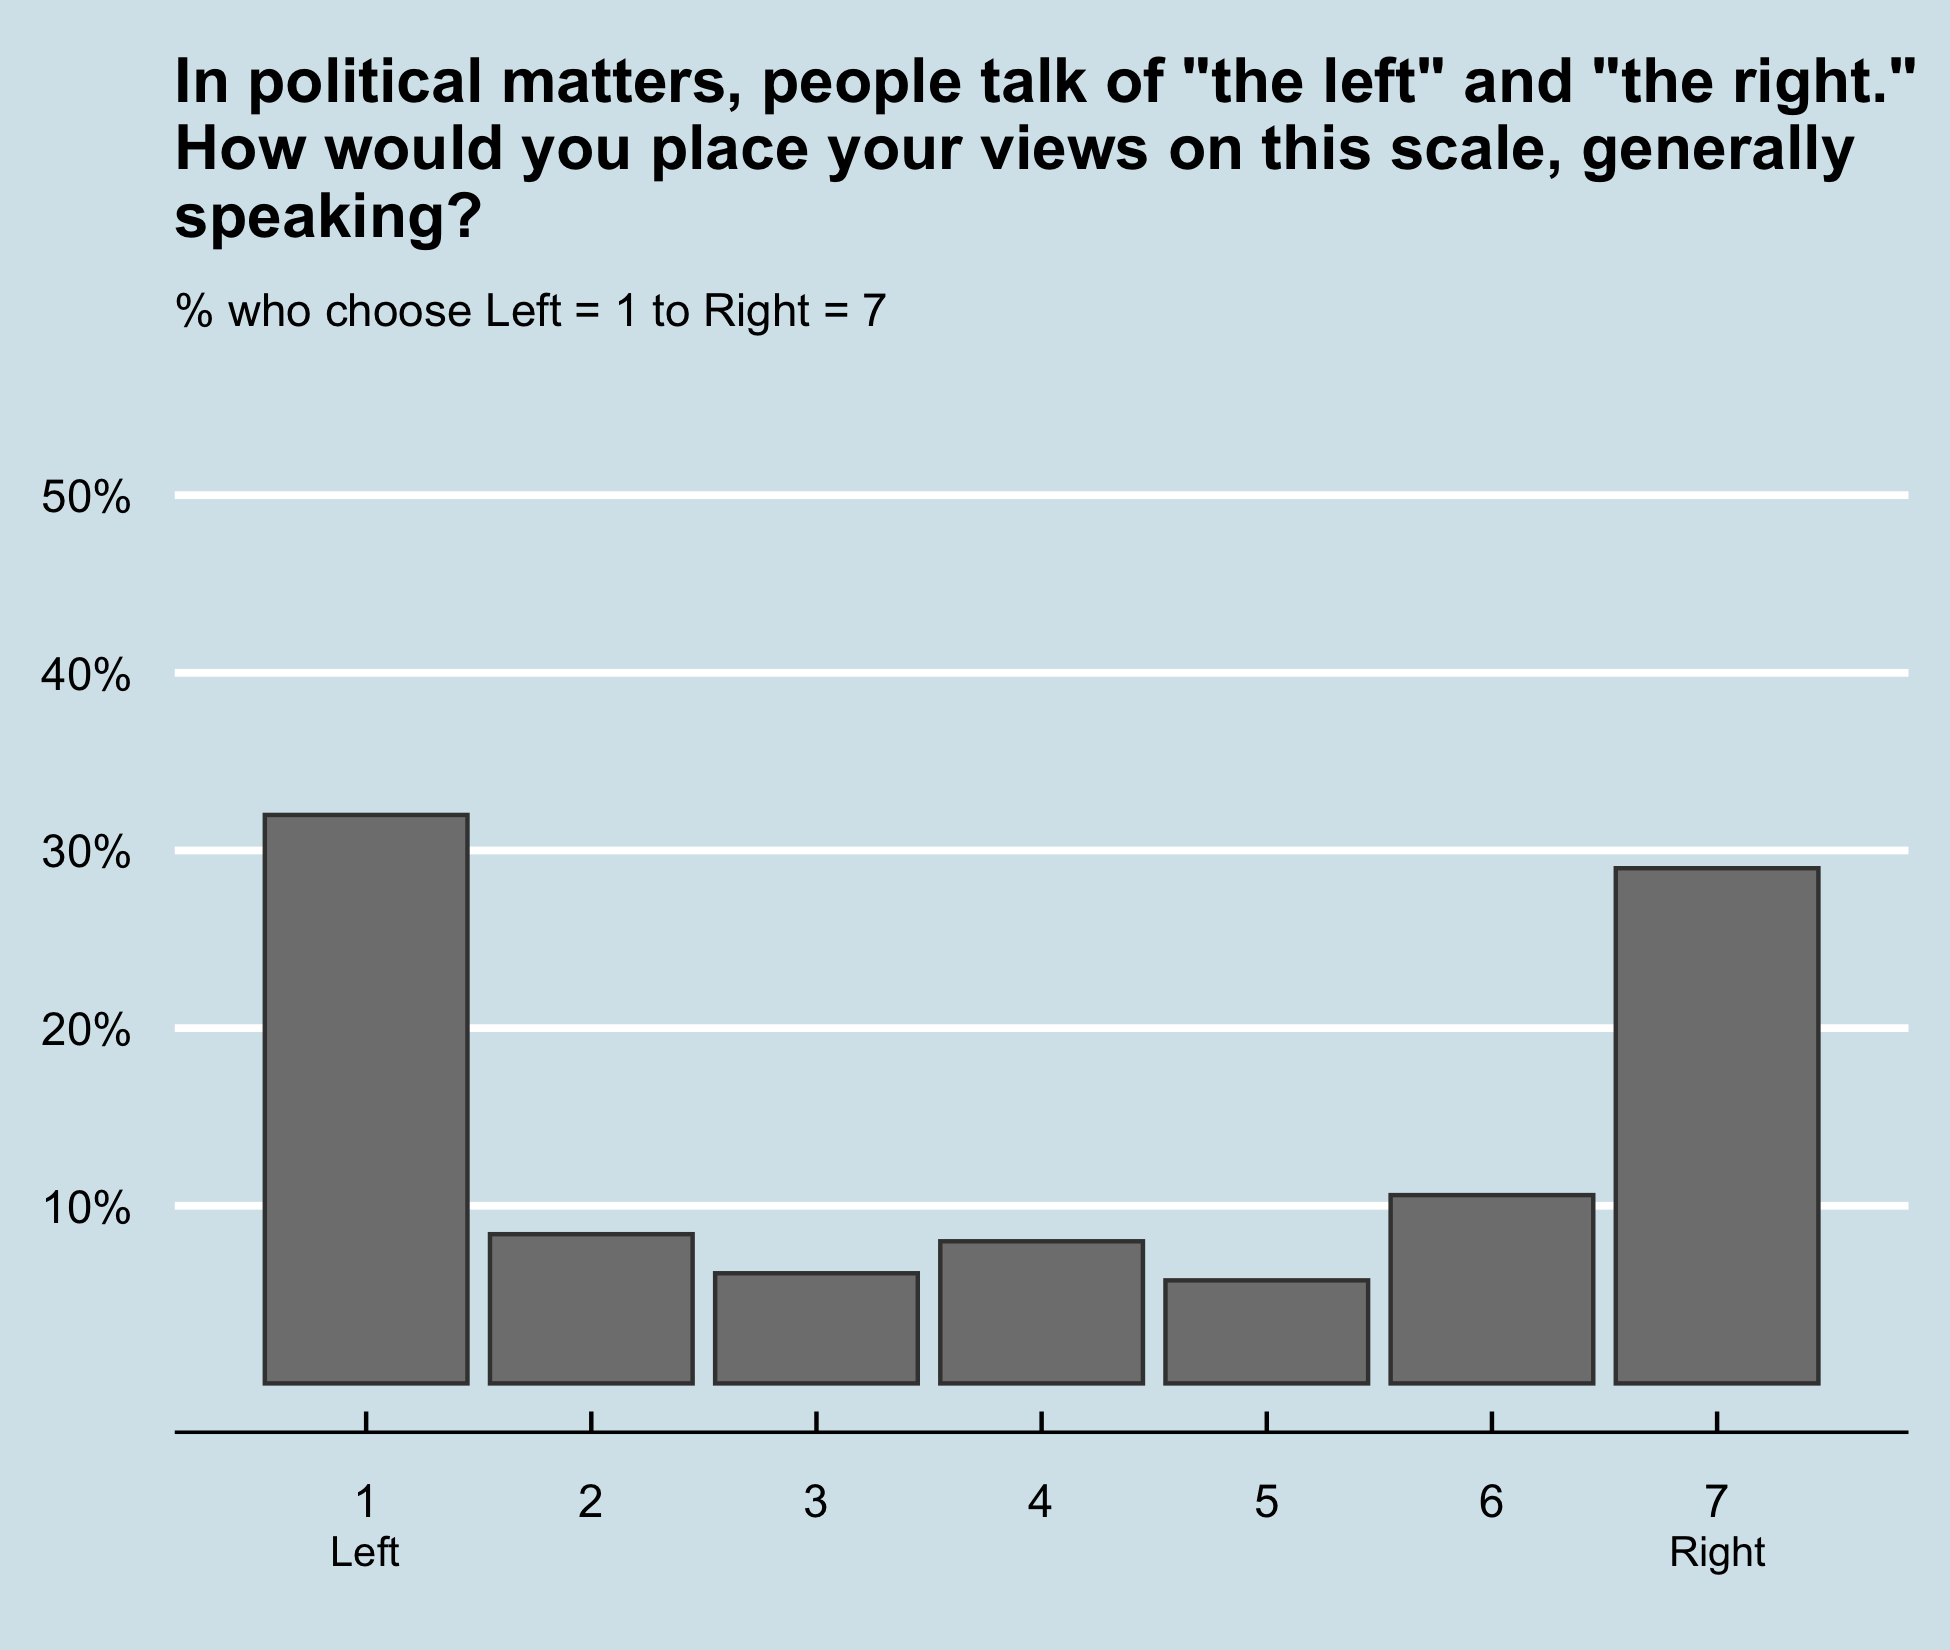 In political matters, people talk of "the left" and "the right."
How would you place your views on this scale, generally
speaking?
% who choose Left = 1 to Right = 7
50%
40%
30%
20%
10%
1 2 3 4 5 6 7
Left Right